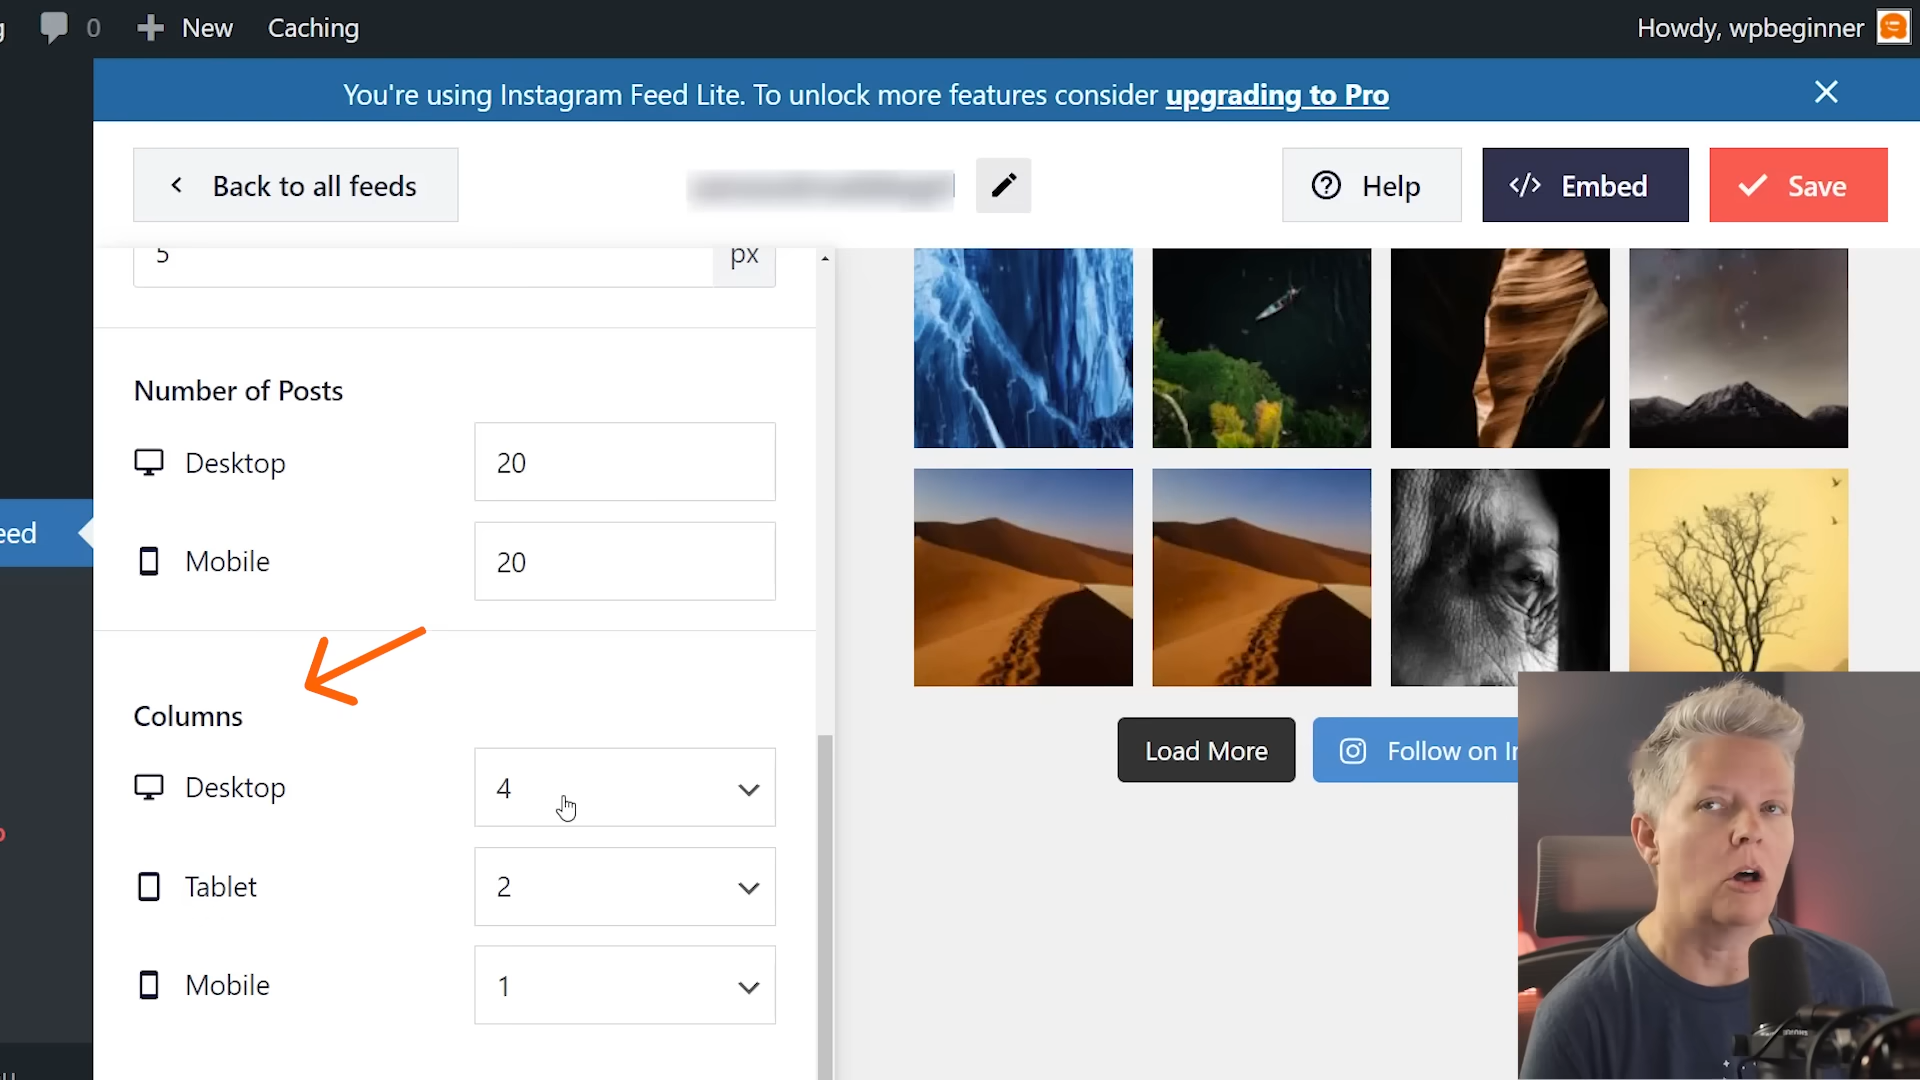 0 New Caching Howdy, wpbeginner
You're using Instagram Feed Lite. To unlock more features consider upgrading to Pro
Back to all feeds Help Embed Save
5 px
Number of Posts
Desktop 20
eed
Mobile 20
Columns
Load More Follow on In
Desktop 4
Tablet 2
Mobile 1